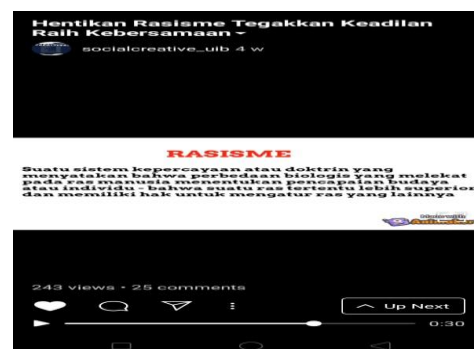 Hentikan Rasisme Tegakkan Keadilan
Raih Kebersamaan
socialcreative_uib 4 w
RASISME
Suatu sistem kepercayaan atau doktrin yang
menyatakan bahwa perbedaan biologis yang melekat
pada ras manusia menentukan pencapaian budaya
atau individu - bahwa suatu ras tertentu lebih superior
dan memiliki hak untuk mengatur ras yang lainnya
243 views • 25 comments
Up Next
0:30